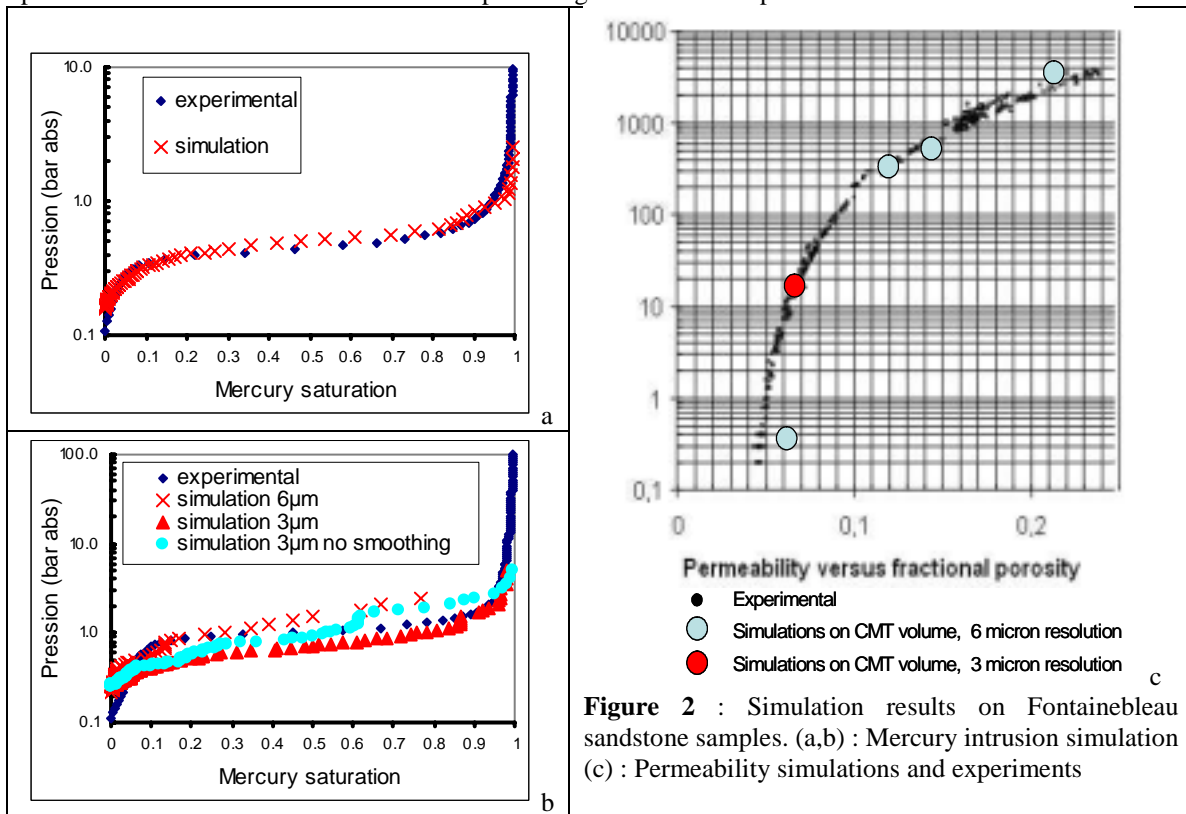 10.0
experimental
simulation
1.0
0.1
Pression (bar abs)
0 0.1 0.2 0.3 0.4 0.5 0.6 0.7 0.8 0.9 1
Mercury saturation
a
100.0
experimental
simulation 6µm
simulation 3µm
simulation 3µm no smoothing
10.0
1.0
0.1
Pression (bar abs)
0 0.1 0.2 0.3 0.4 0.5 0.6 0.7 0.8 0.9 1
Mercury saturation
b
10000
1000
100
10
1
0,1
0 0,1 0,2
Permeability versus fractional porosity
Experimental
Simulations on CMT volume, 6 micron resolution
Simulations on CMT volume, 3 micron resolution
c
Figure 2 : Simulation results on Fontainebleau
sandstone samples. (a,b) : Mercury intrusion simulation
(c) : Permeability simulations and experiments